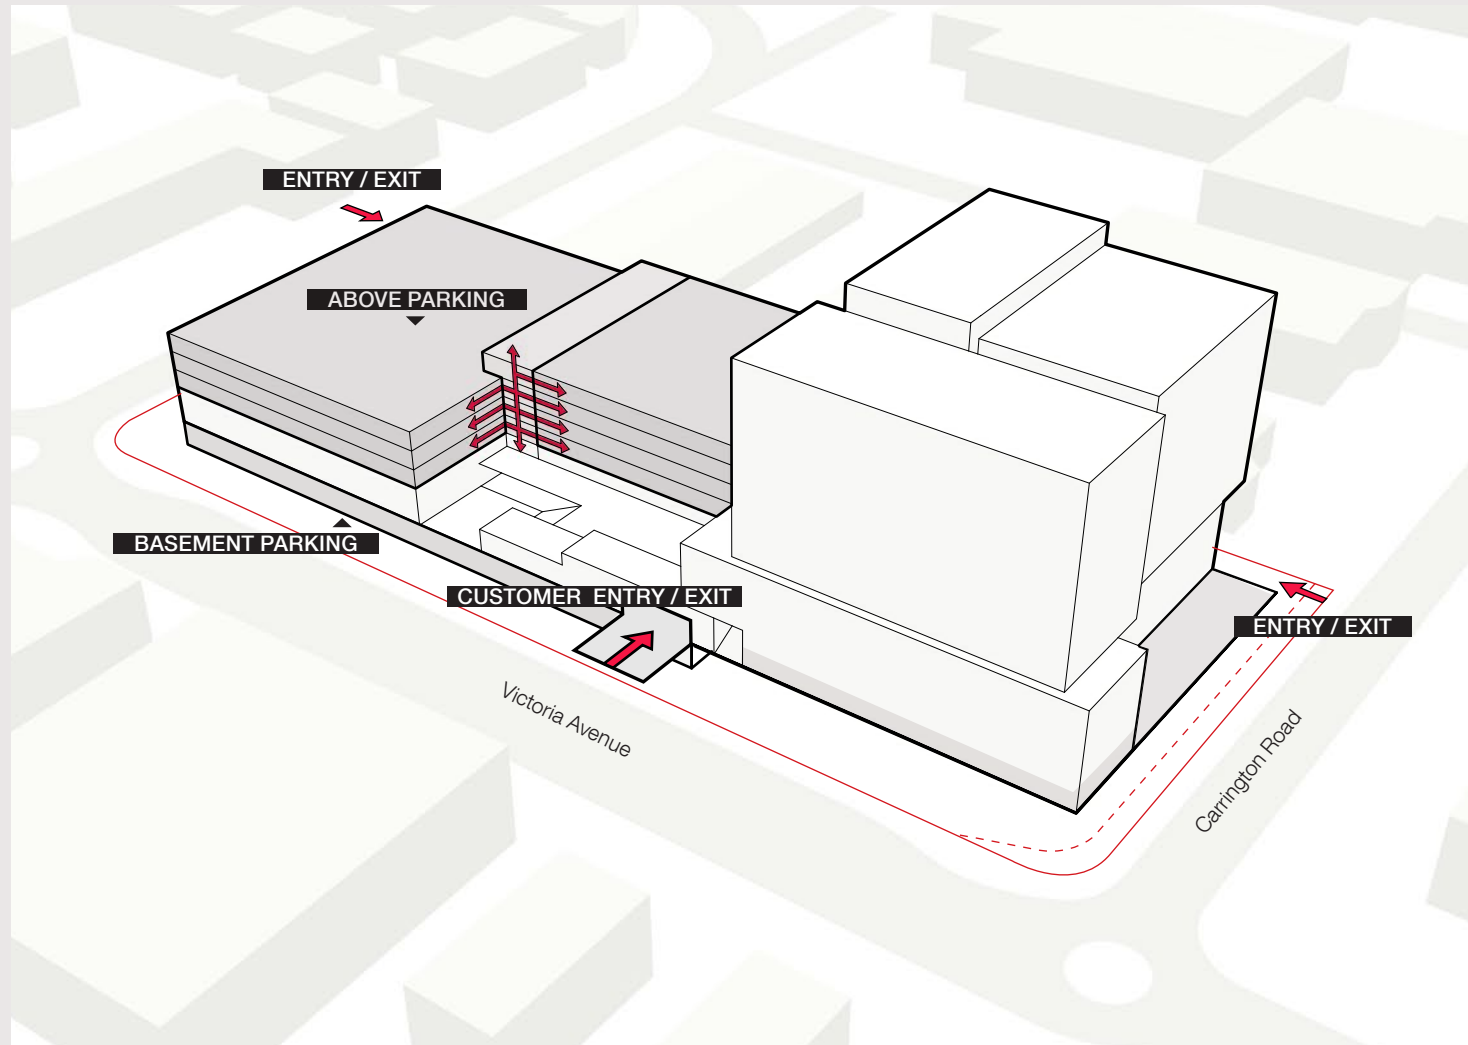 ENTRY / EXIT
ABOVE PARKING
BASEMENT PARKING
CUSTOMER ENTRY / EXIT
ENTRY / EXIT
Victoria Avenue
Carrington Road